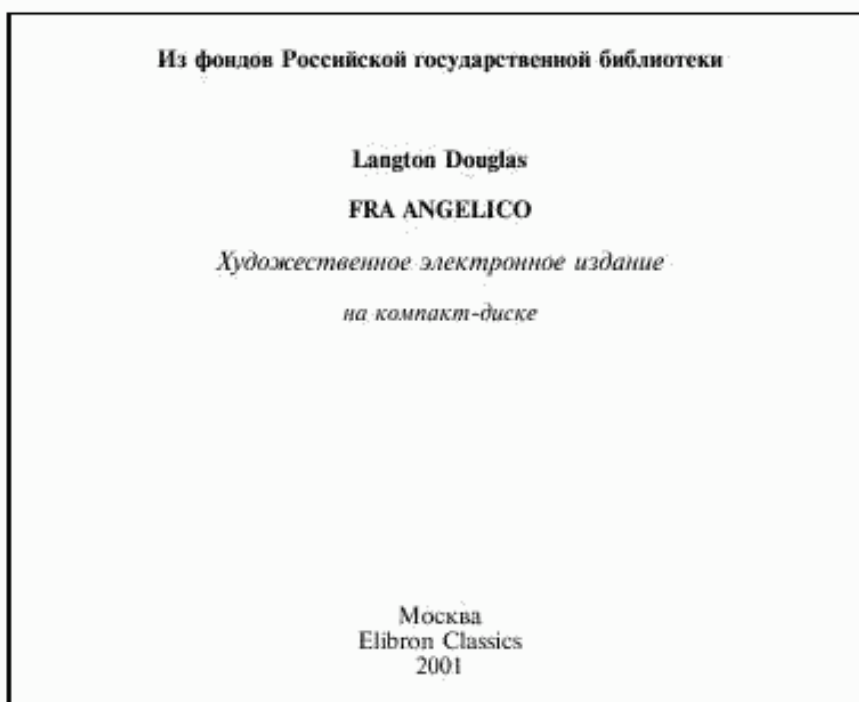 Из фондов Российской государственной библиотеки
Langton Douglas
FRA ANGELICO
Художественное электронное издание
на компакт-диске
Москва
Elibron Classics
2001